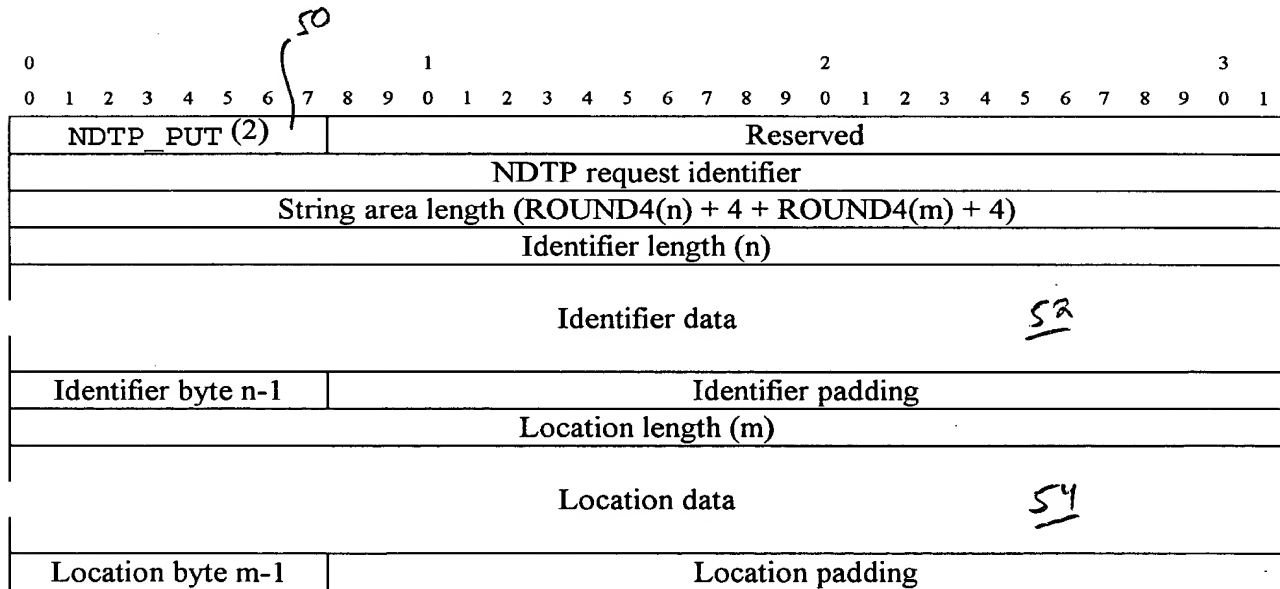 50
0 1 2 3
0 1 2 3 4 5 6 7 8 9 0 1 2 3 4 5 6 7 8 9 0 1 2 3 4 5 6 7 8 9 0 1
NDTP_PUT (2) Reserved
NDTP request identifier
String area length (ROUND4(n) + 4 + ROUND4(m) + 4)
Identifier length (n)
Identifier data 52
Identifier byte n-1 Identifier padding
Location length (m)
Location data 54
Location byte m-1 Location padding